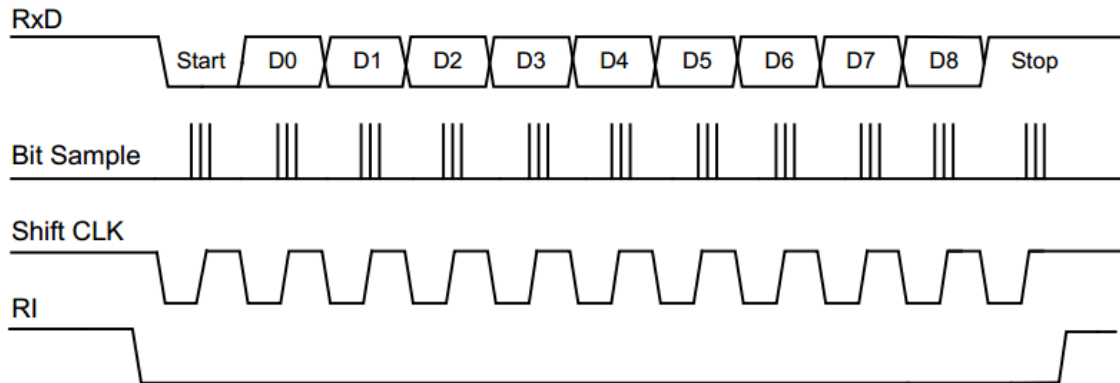 RxD
Start D0 D1 D2 D3 D4 D5 D6 D7 D8 Stop
Bit Sample
Shift CLK
RI